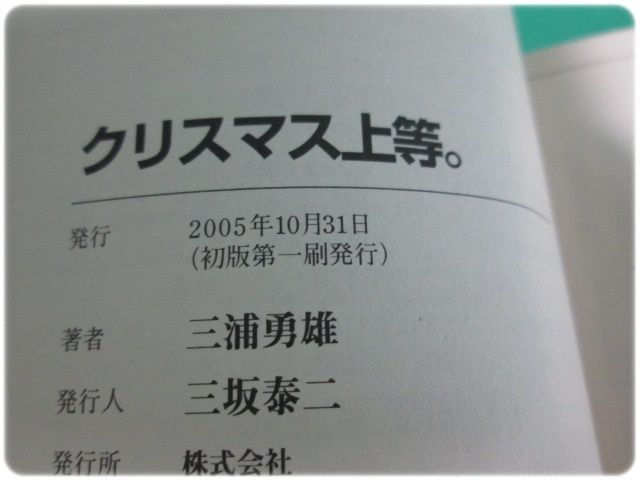 クリスマス上等。
発行 2005年10月31日
(初版第一刷発行)
著者 三浦勇雄
発行人 三坂泰二
発行所 株式会社